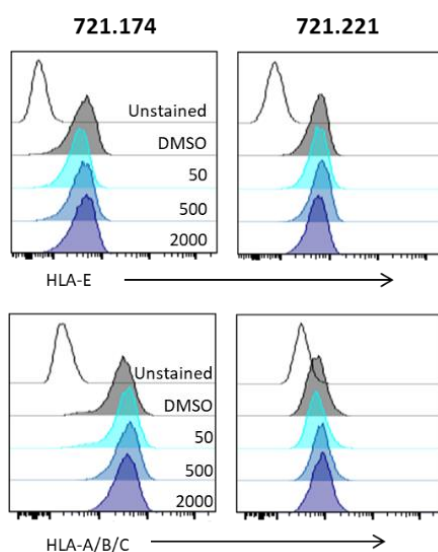 721.174 721.221
Unstained
DMSO
50
500
2000
HLA-E
Unstained
DMSO
50
500
2000
HLA-A/B/C